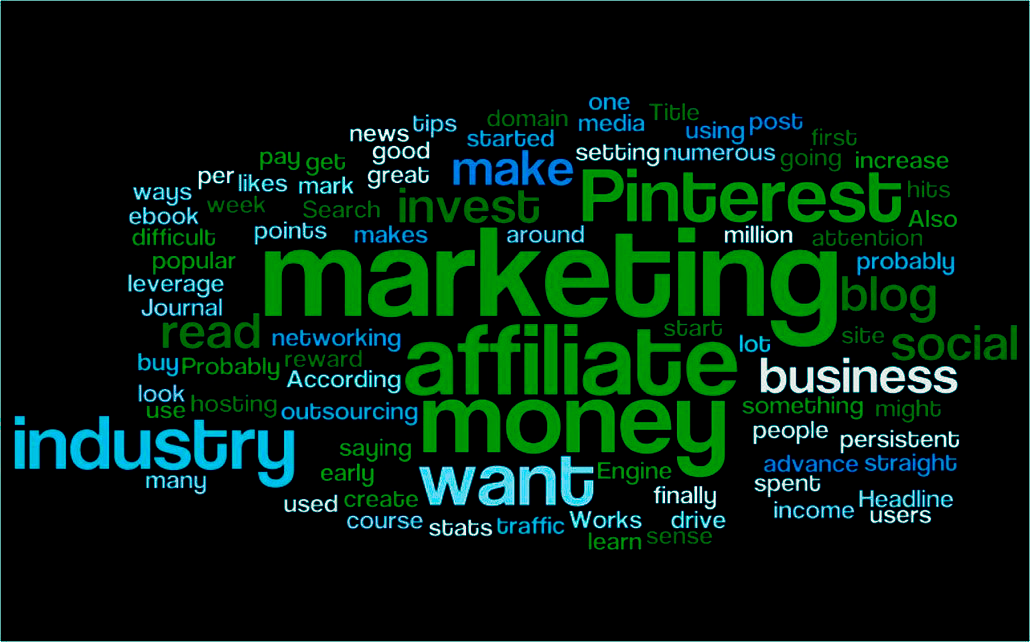 one
domain
Title
tips
media
using
post
news
started
first
good
setting
numerous
going
increase
pay
get
great
make
per
likes
mark
Pinterest
hits
ways
ebook
week
Search
invest
Also
difficult
points
makes
around
million
attention
popular
marketing
probably
leverage
Journal
blog
read
networking
start
site
social
lot
buy
Probably
reward
According
affiliate
business
look
use
hosting
outsourcing
money
something
might
industry
people
persistent
saying
many
early
want
Engine
advance
straight
spent
used
create
finally
Headline
income
users
course
stats
traffic
Works
drive
learn
sense